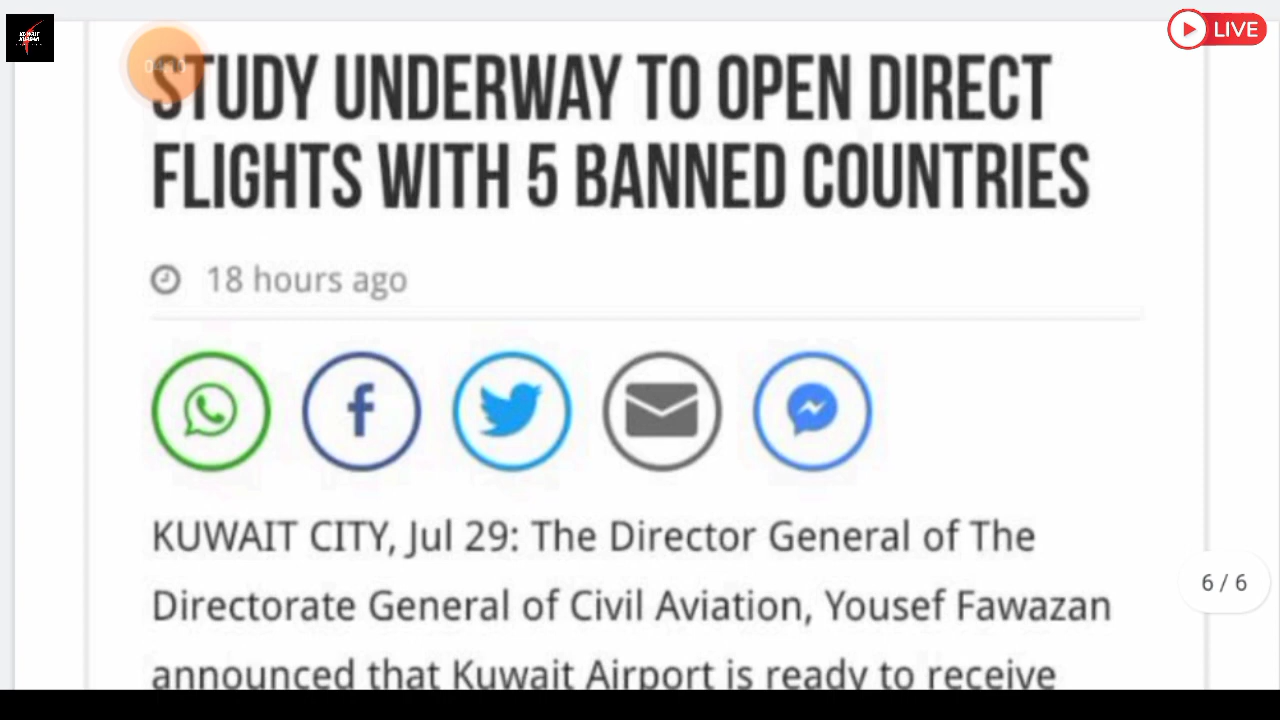 LIVE
STUDY UNDERWAY TO OPEN DIRECT
FLIGHTS WITH 5 BANNED COUNTRIES
18 hours ago
KUWAIT CITY, Jul 29: The Director General of The
Directorate General of Civil Aviation, Yousef Fawazan
6 / 6
announced that Kuwait Airport is ready to receive